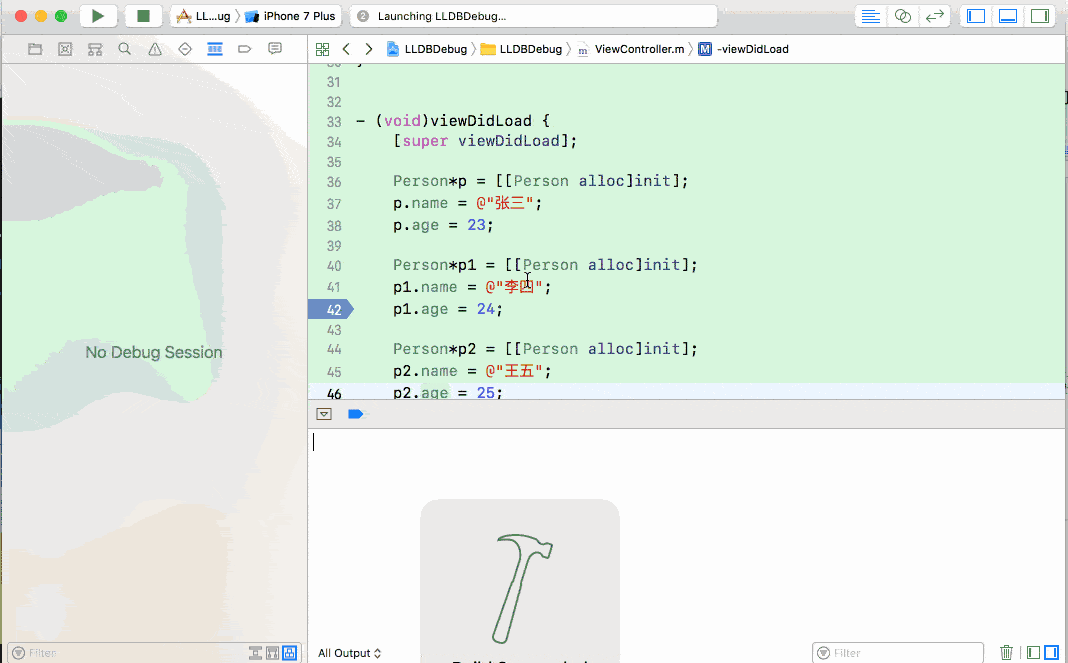 LL...ug 〉 iPhone 7 Plus
2 Launching LLDBDebug...
LLDBDebug 〉 LLDBDebug 〉 m ViewController.m 〉 M -viewDidLoad
31
32
33 - (void)viewDidLoad {
34 [super viewDidLoad];
35
36 Person*p = [[Person alloc]init];
37 p.name = @"张三";
38 p.age = 23;
39
40 Person*p1 = [[Person alloc]init];
41 p1.name = @"李四";
42 p1.age = 24;
43
44 Person*p2 = [[Person alloc]init];
45 p2.name = @"王五";
46 p2.age = 25;
No Debug Session
Filter
All Output
Filter